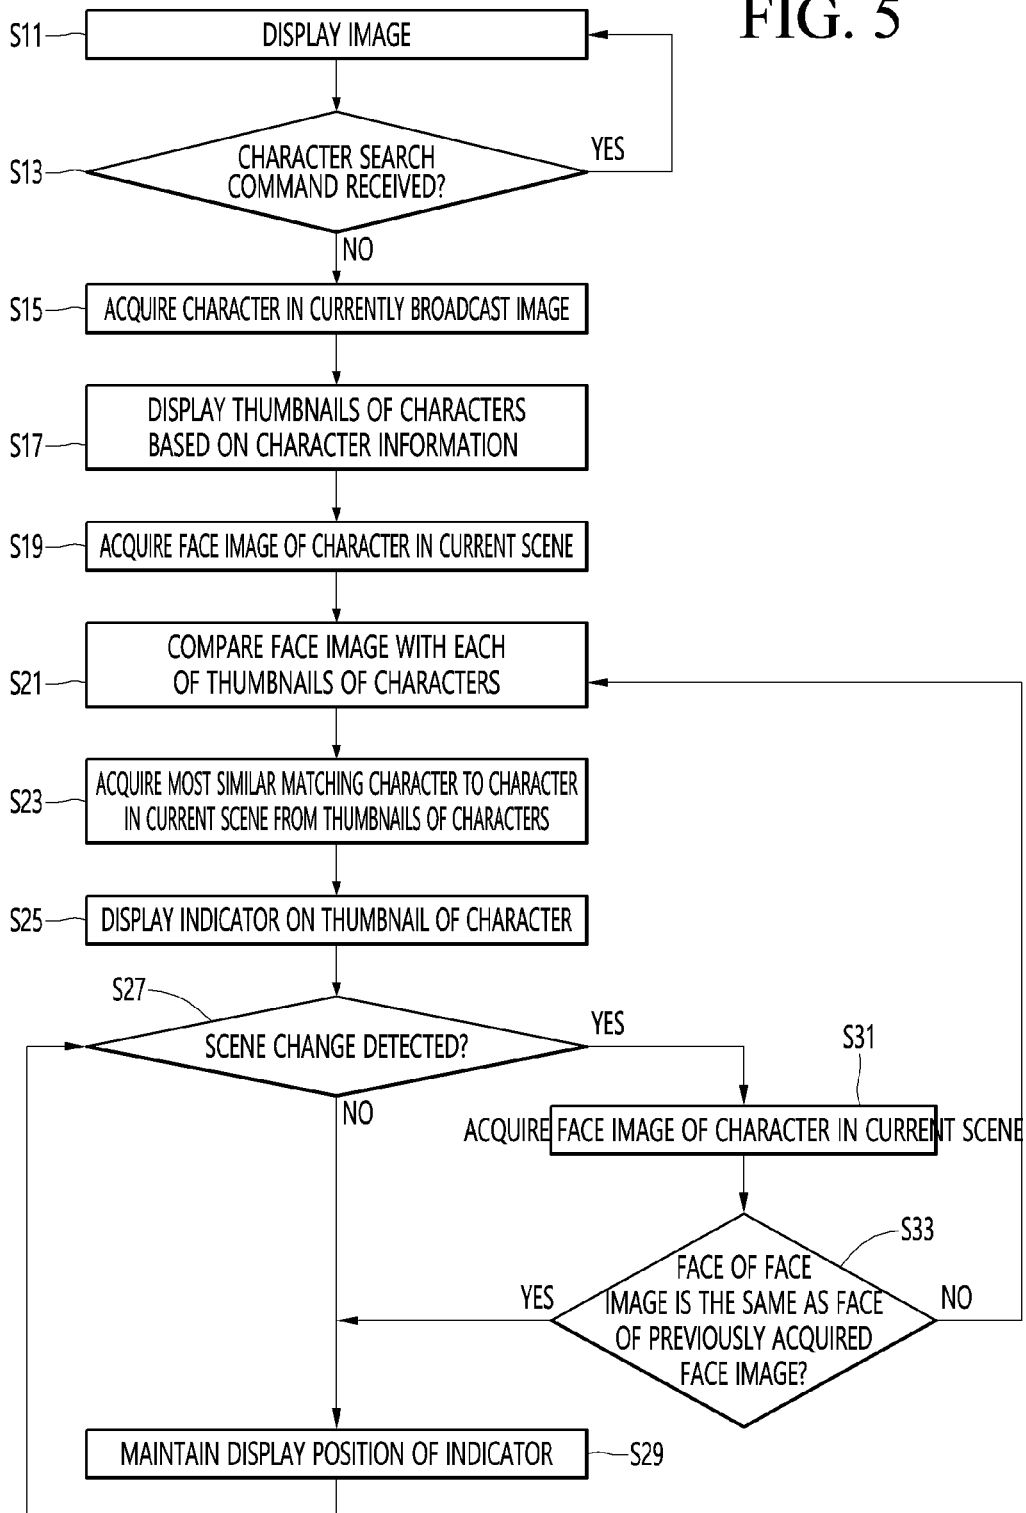 FIG. 5
S11
DISPLAY IMAGE
S13
CHARACTER SEARCH
COMMAND RECEIVED?
YES
NO
S15
ACQUIRE CHARACTER IN CURRENTLY BROADCAST IMAGE
S17
DISPLAY THUMBNAILS OF CHARACTERS
BASED ON CHARACTER INFORMATION
S19
ACQUIRE FACE IMAGE OF CHARACTER IN CURRENT SCENE
S21
COMPARE FACE IMAGE WITH EACH
OF THUMBNAILS OF CHARACTERS
S23
ACQUIRE MOST SIMILAR MATCHING CHARACTER TO CHARACTER
IN CURRENT SCENE FROM THUMBNAILS OF CHARACTERS
S25
DISPLAY INDICATOR ON THUMBNAIL OF CHARACTER
S27
SCENE CHANGE DETECTED?
YES
NO
S31
ACQUIRE FACE IMAGE OF CHARACTER IN CURRENT SCENE
S33
FACE OF FACE
IMAGE IS THE SAME AS FACE
OF PREVIOUSLY ACQUIRED
FACE IMAGE?
YES
NO
MAINTAIN DISPLAY POSITION OF INDICATOR
S29